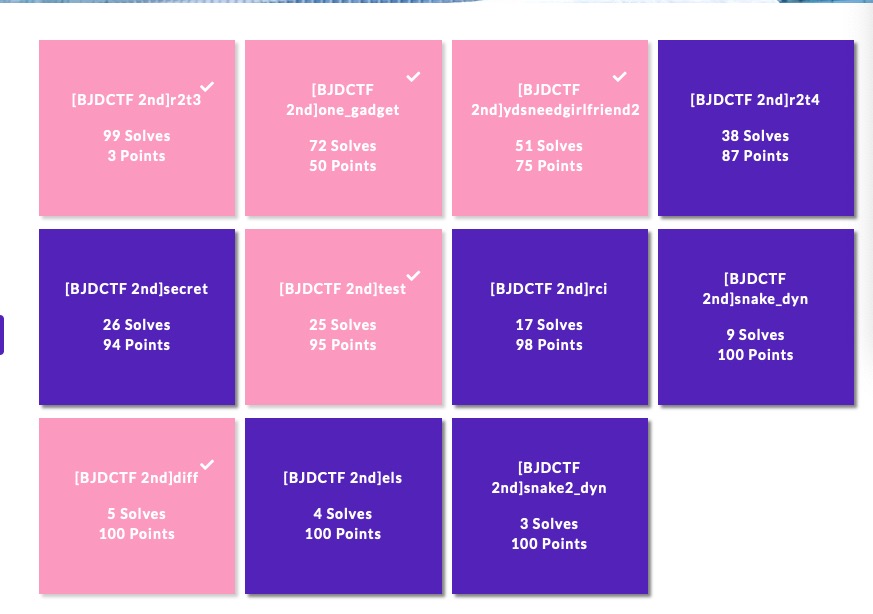 [BJDCTF 2nd]r2t3
99 Solves
3 Points
[BJDCTF
2nd]one_gadget
72 Solves
50 Points
[BJDCTF
2nd]ydsneedgirlfriend2
51 Solves
75 Points
[BJDCTF 2nd]r2t4
38 Solves
87 Points
[BJDCTF 2nd]secret
26 Solves
94 Points
[BJDCTF 2nd]test
25 Solves
95 Points
[BJDCTF 2nd]rci
17 Solves
98 Points
[BJDCTF
2nd]snake_dyn
9 Solves
100 Points
[BJDCTF 2nd]diff
5 Solves
100 Points
[BJDCTF 2nd]els
4 Solves
100 Points
[BJDCTF
2nd]snake2_dyn
3 Solves
100 Points